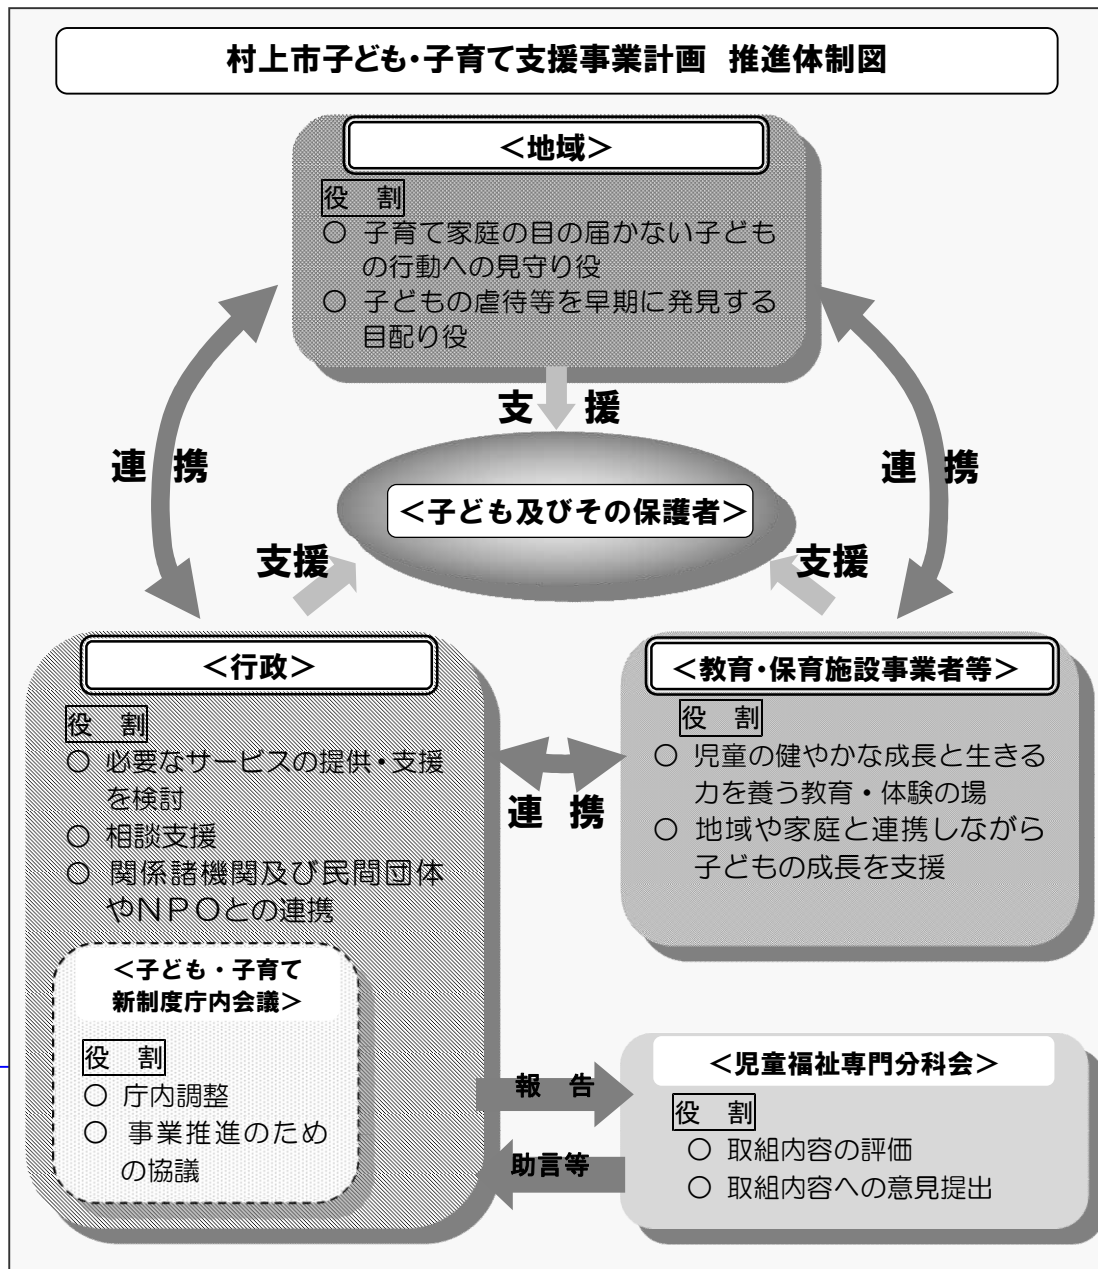 村上市子ども・子育て支援事業計画 推進体制図
＜地域＞
役 割
○ 子育て家庭の目の届かない子ども
の行動への見守り役
○ 子どもの虐待等を早期に発見する
目配り役
支 援
連 携
連 携
＜子ども及びその保護者＞
支援
支援
＜行政＞
役 割
○ 必要なサービスの提供・支援
を検討
○ 相談支援
○ 関係諸機関及び民間団体
やＮＰＯとの連携
連 携
＜教育・保育施設事業者等＞
役 割
○ 児童の健やかな成長と生きる
力を養う教育・体験の場
○ 地域や家庭と連携しながら
子どもの成長を支援
＜子ども・子育て
新制度庁内会議＞
役 割
○ 庁内調整
○ 事業推進のため
の協議
報 告
助言等
＜児童福祉専門分科会＞
役 割
○ 取組内容の評価
○ 取組内容への意見提出